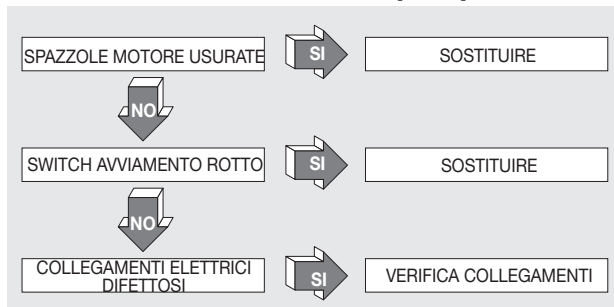 SPAZZOLE MOTORE USURATE
SI
SOSTITUIRE
NO
SWITCH AVVIAMENTO ROTTO
SI
SOSTITUIRE
NO
COLLEGAMENTI ELETTRICI
DIFETTOSI
SI
VERIFICA COLLEGAMENTI